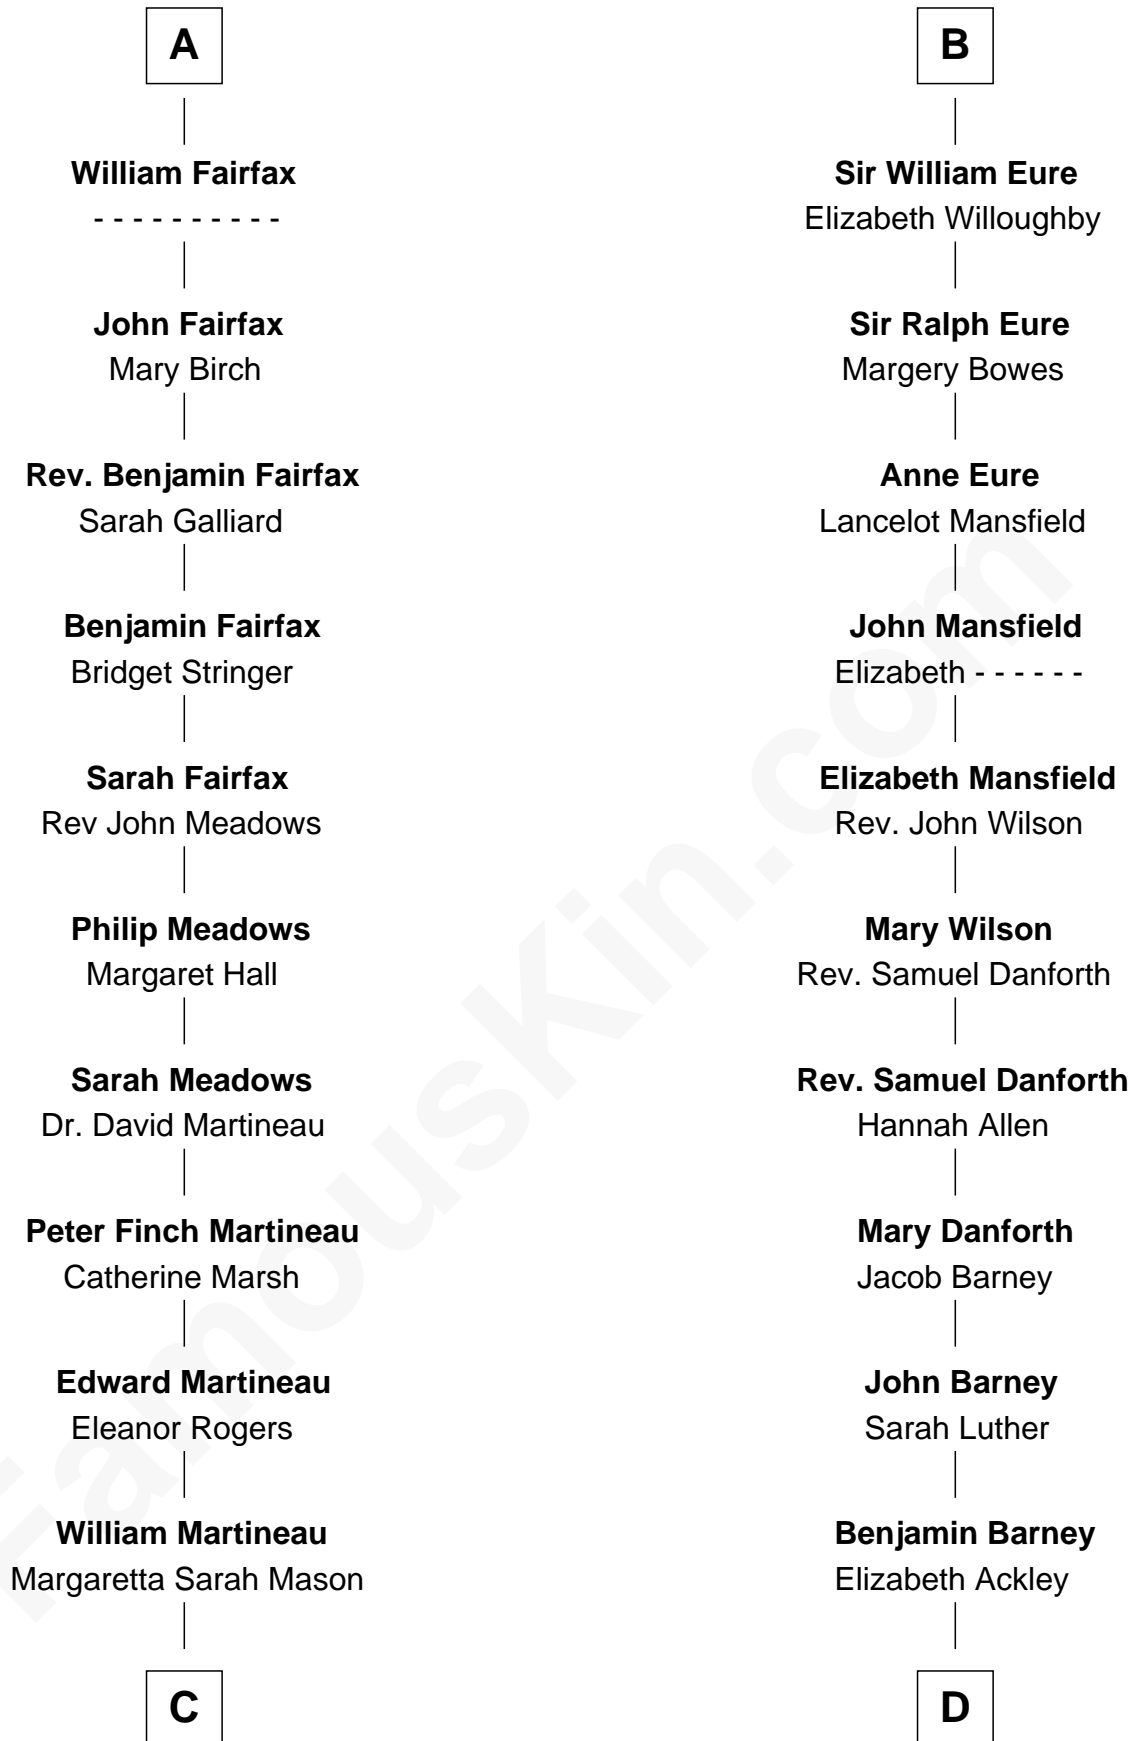 A
William Fairfax
- - - - - - - - - -
John Fairfax
Mary Birch
Rev. Benjamin Fairfax
Sarah Galliard
Benjamin Fairfax
Bridget Stringer
Sarah Fairfax
Rev John Meadows
Philip Meadows
Margaret Hall
Sarah Meadows
Dr. David Martineau
Peter Finch Martineau
Catherine Marsh
Edward Martineau
Eleanor Rogers
William Martineau
Margaretta Sarah Mason
C
B
Sir William Eure
Elizabeth Willoughby
Sir Ralph Eure
Margery Bowes
Anne Eure
Lancelot Mansfield
John Mansfield
Elizabeth - - - - - -
Elizabeth Mansfield
Rev. John Wilson
Mary Wilson
Rev. Samuel Danforth
Rev. Samuel Danforth
Hannah Allen
Mary Danforth
Jacob Barney
John Barney
Sarah Luther
Benjamin Barney
Elizabeth Ackley
D
FamousKin.com